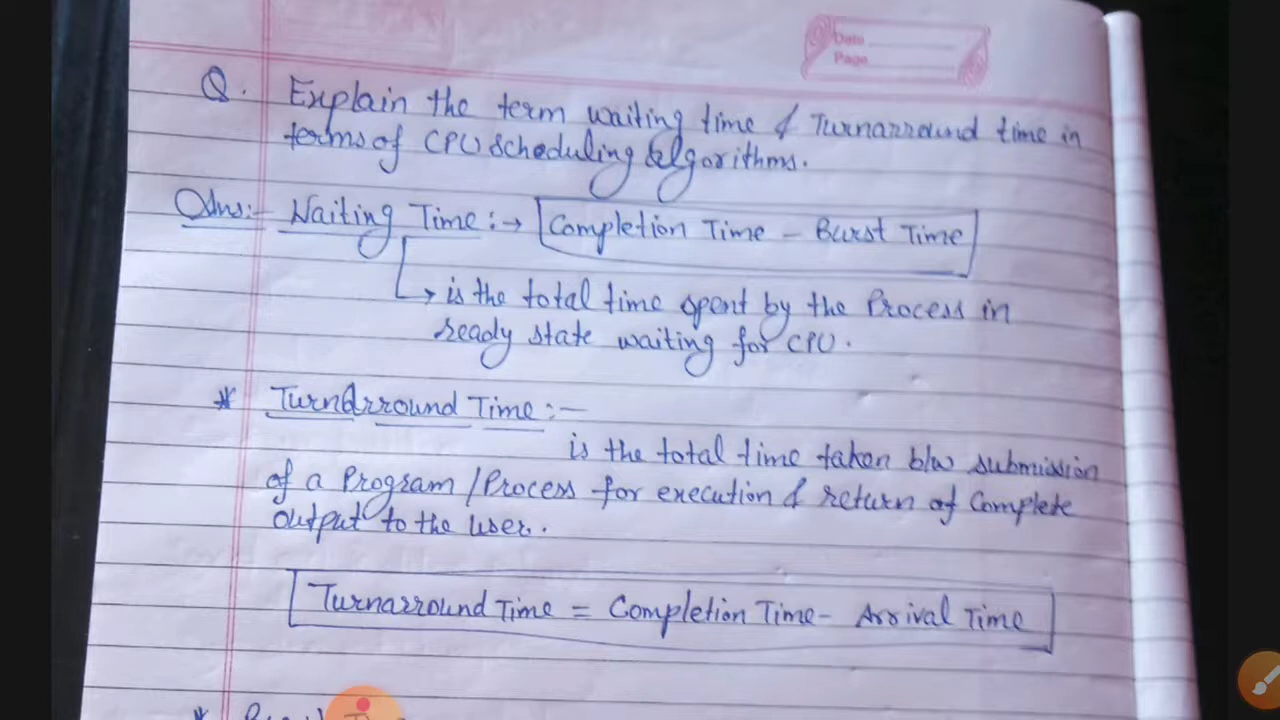 Date
Page
Q. Explain the term waiting time & Turnarround time in
terms of CPU Scheduling Algorithms.
Ans:- Waiting Time :→ Completion Time - Burst Time
↳ is the total time spent by the Process in
ready state waiting for CPU.
* Turnarround Time :-
is the total time taken b/w submission
of a Program/Process for execution & return of Complete
output to the user.
Turnarround Time = Completion Time - Arrival Time
*